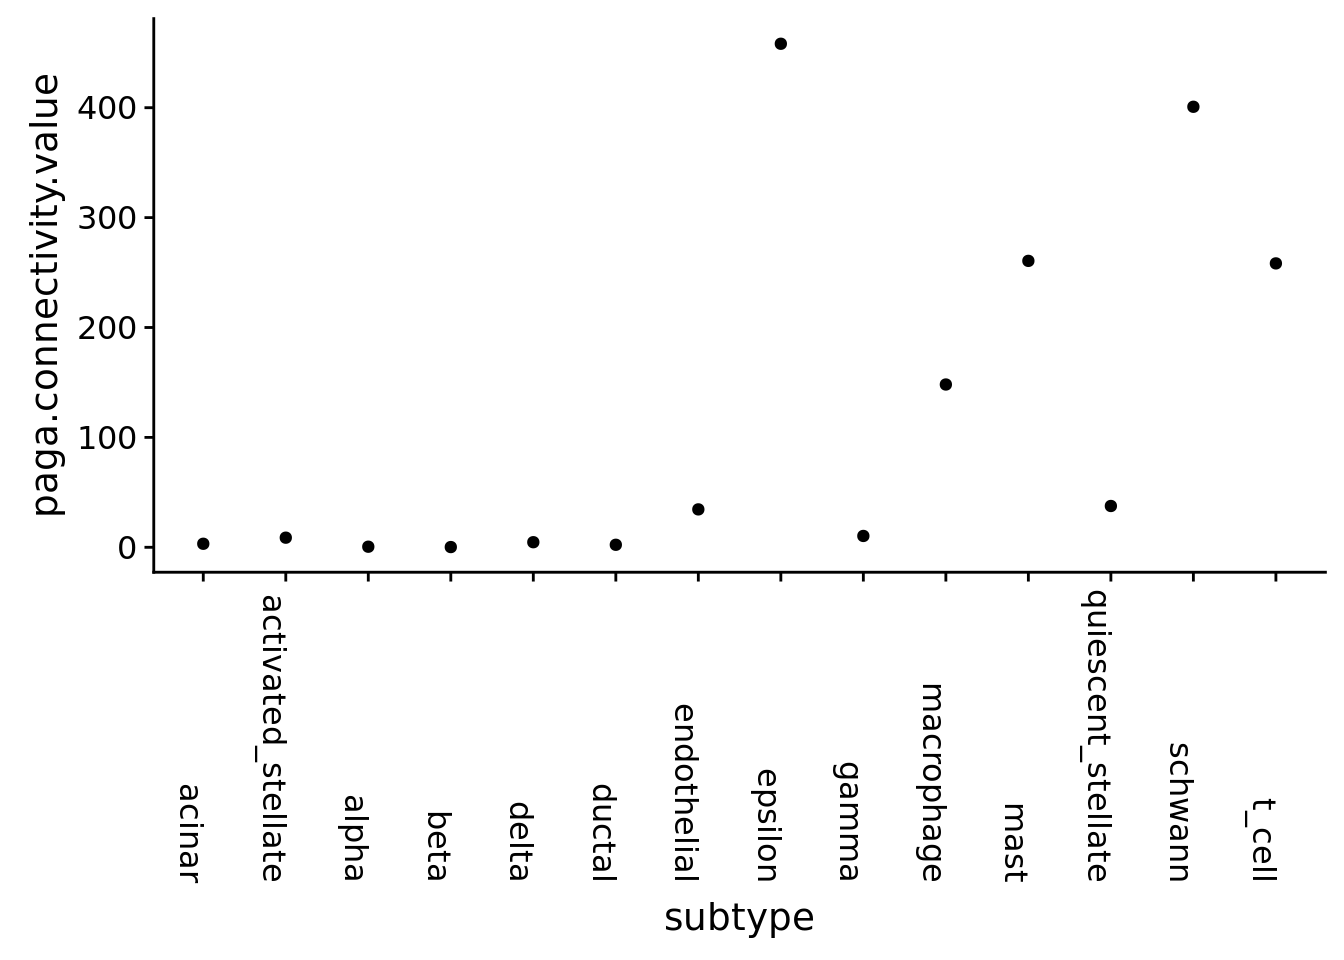 paga.connectivity.value
400
300
200
100
0
acinar
activated_stellate
alpha
beta
delta
ductal
endothelial
epsilon
gamma
macrophage
mast
quiescent_stellate
schwann
t_cell
subtype